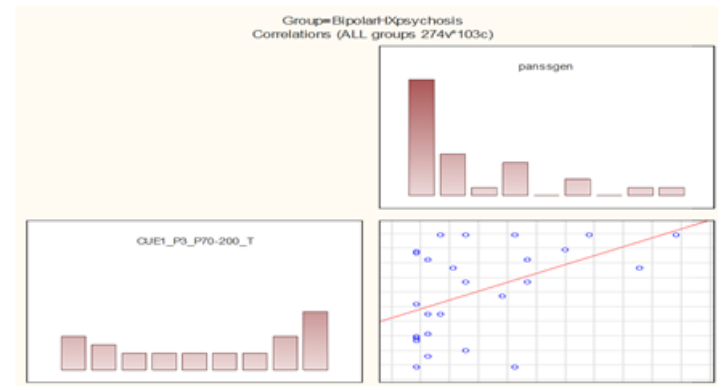 Group=BipolarHXpsychosis
Correlations (ALL groups 274v*103c)
panssgen
CUE1_P3_P70-200_T